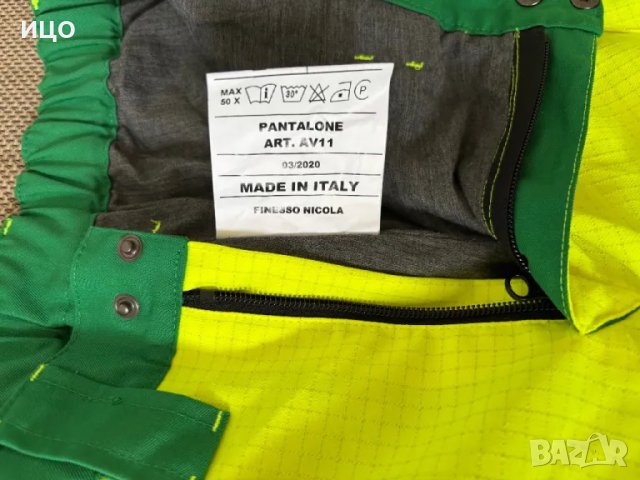 ицо
MAX
50 X
30°
P
PANTALONE
ART. AV11
03/2020
MADE IN ITALY
FINESSO NICOLA
BAZAR